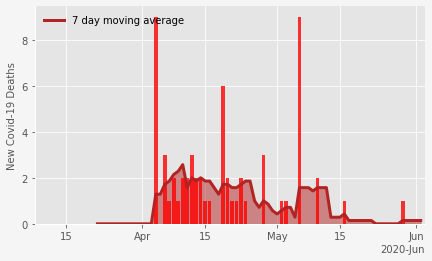 7 day moving average
New Covid-19 Deaths
8
6
4
2
0
15
Apr
15
May
15
Jun
2020-Jun